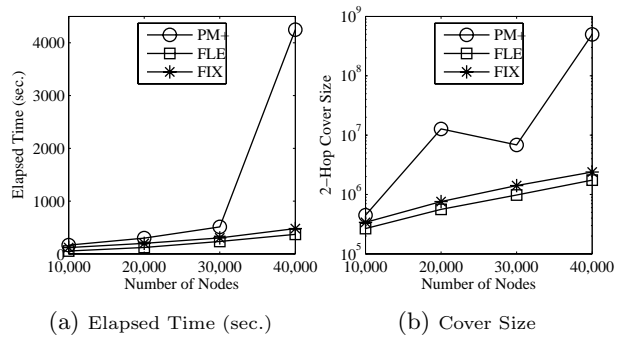 4000
3000
2000
1000
0
10,000 20,000 30,000 40,000
Elapsed Time (sec.)
Number of Nodes
PM+
FLE
FIX
(a) Elapsed Time (sec.)
10^9
10^8
10^7
10^6
10^5
10,000 20,000 30,000 40,000
2−Hop Cover Size
Number of Nodes
PM+
FLE
FIX
(b) Cover Size